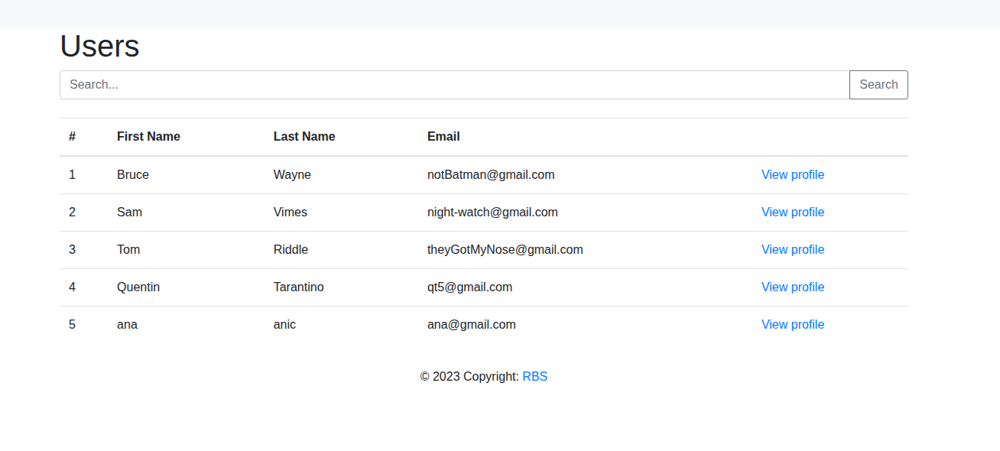 Users
Search... Search
# First Name Last Name Email
1 Bruce Wayne notBatman@gmail.com View profile
2 Sam Vimes night-watch@gmail.com View profile
3 Tom Riddle theyGotMyNose@gmail.com View profile
4 Quentin Tarantino qt5@gmail.com View profile
5 ana anic ana@gmail.com View profile
© 2023 Copyright: RBS